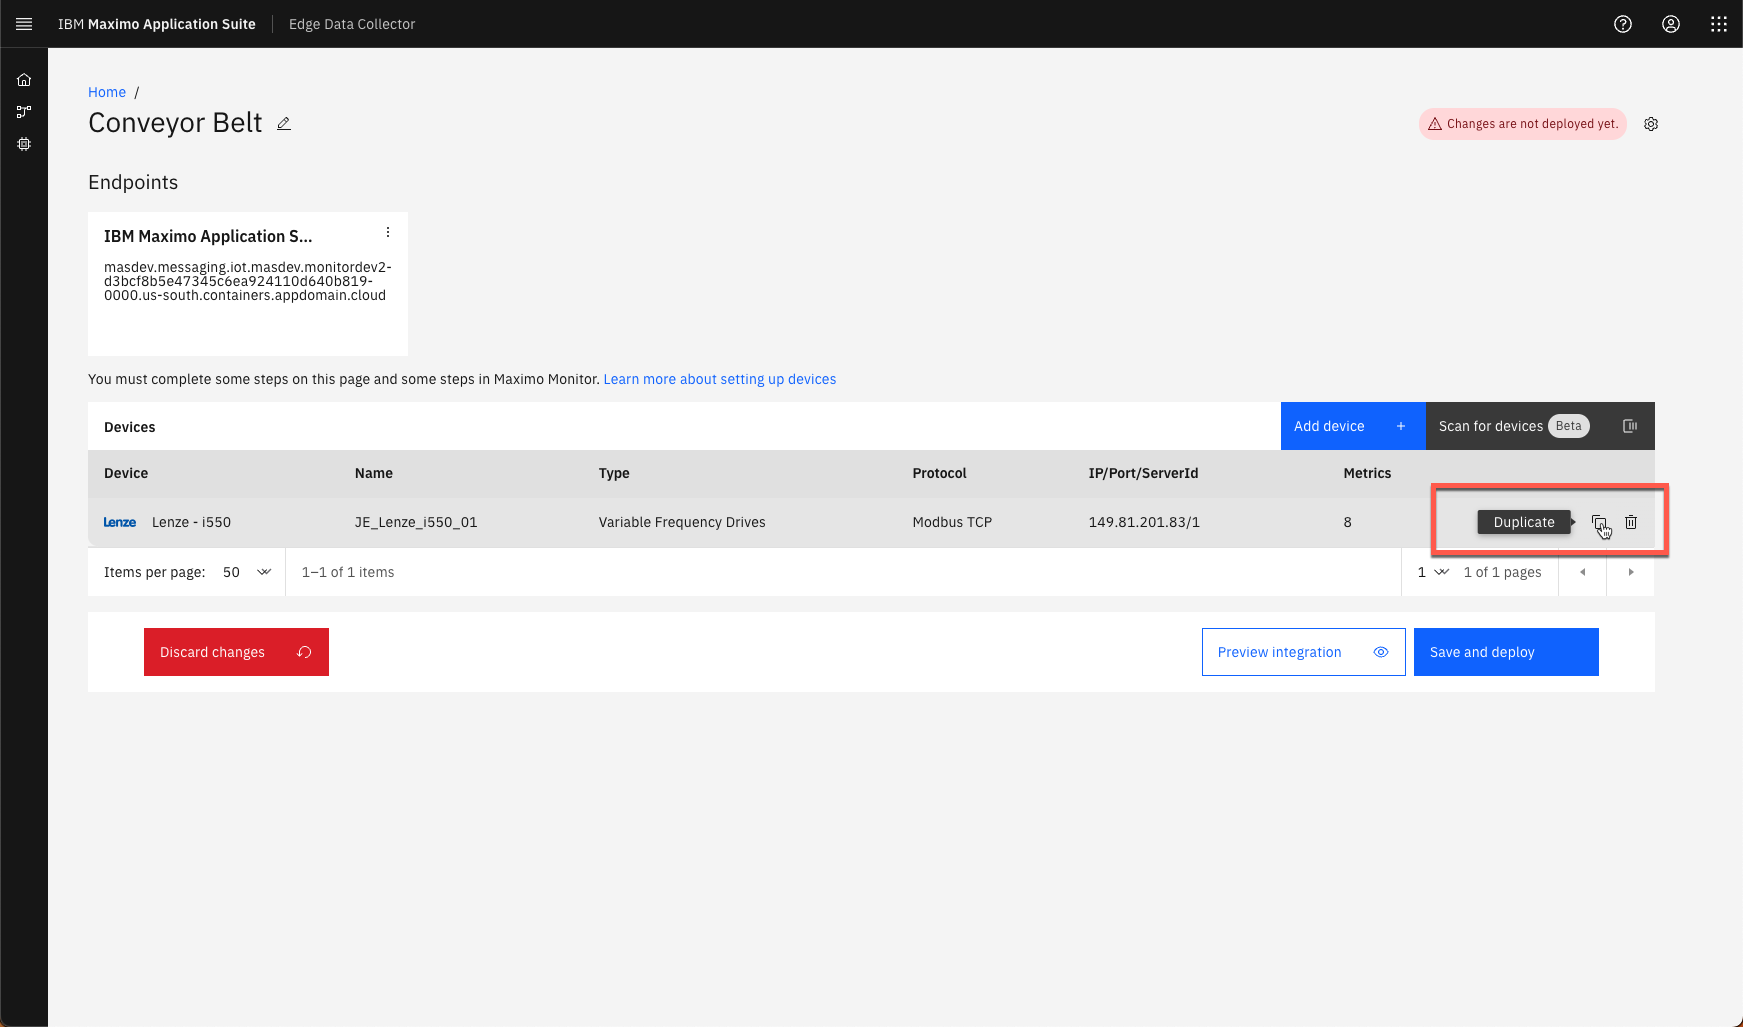 IBM Maximo Application Suite
Edge Data Collector
Home /
Conveyor Belt
Changes are not deployed yet.
Endpoints
IBM Maximo Application S...
masdev.messaging.iot.masdev.monitordev2-
d3bcf8b5e47345c6ea924110d640b819-
0000.us-south.containers.appdomain.cloud
You must complete some steps on this page and some steps in Maximo Monitor. Learn more about setting up devices
Devices
Add device +
Scan for devices Beta
Device Name Type Protocol IP/Port/ServerId Metrics
Lenze Lenze - i550 JE_Lenze_i550_01 Variable Frequency Drives Modbus TCP 149.81.201.83/1 8 Duplicate
Items per page: 50 1–1 of 1 items 1 1 of 1 pages
Discard changes Preview integration Save and deploy